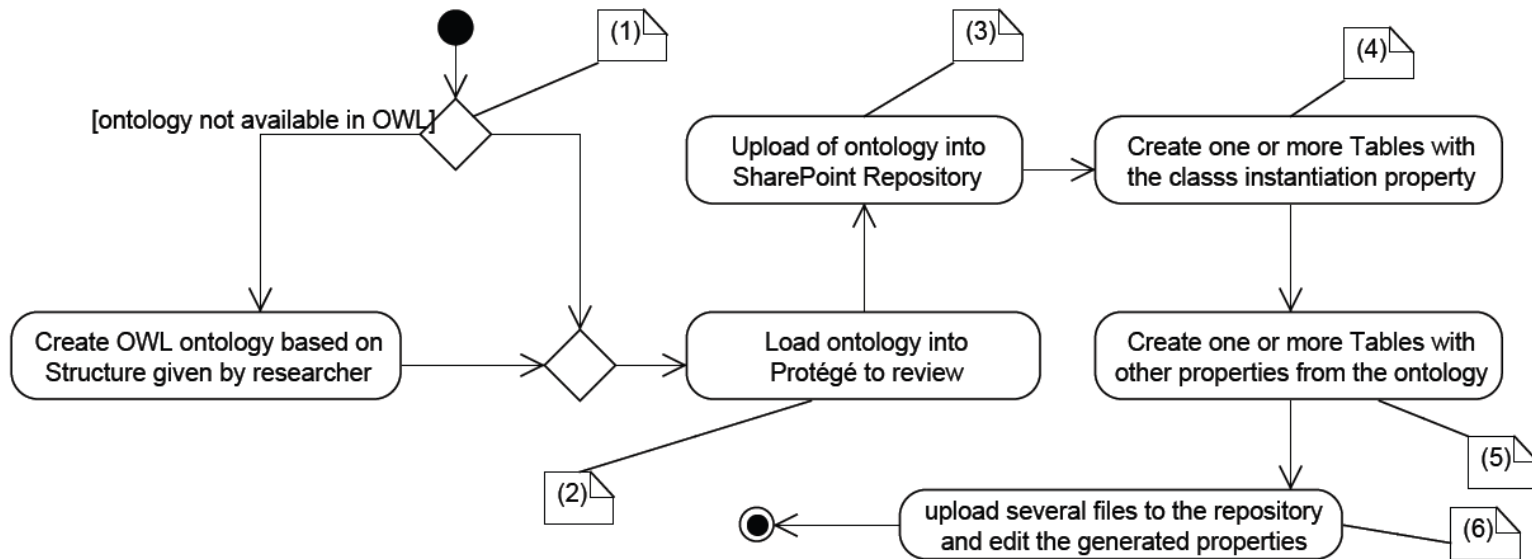 (1)
(3)
(4)
[ontology not available in OWL]
Upload of ontology into
SharePoint Repository
Create one or more Tables with
the classs instantiation property
Create OWL ontology based on
Structure given by researcher
Load ontology into
Protégé to review
Create one or more Tables with
other properties from the ontology
(2)
(5)
upload several files to the repository
and edit the generated properties
(6)